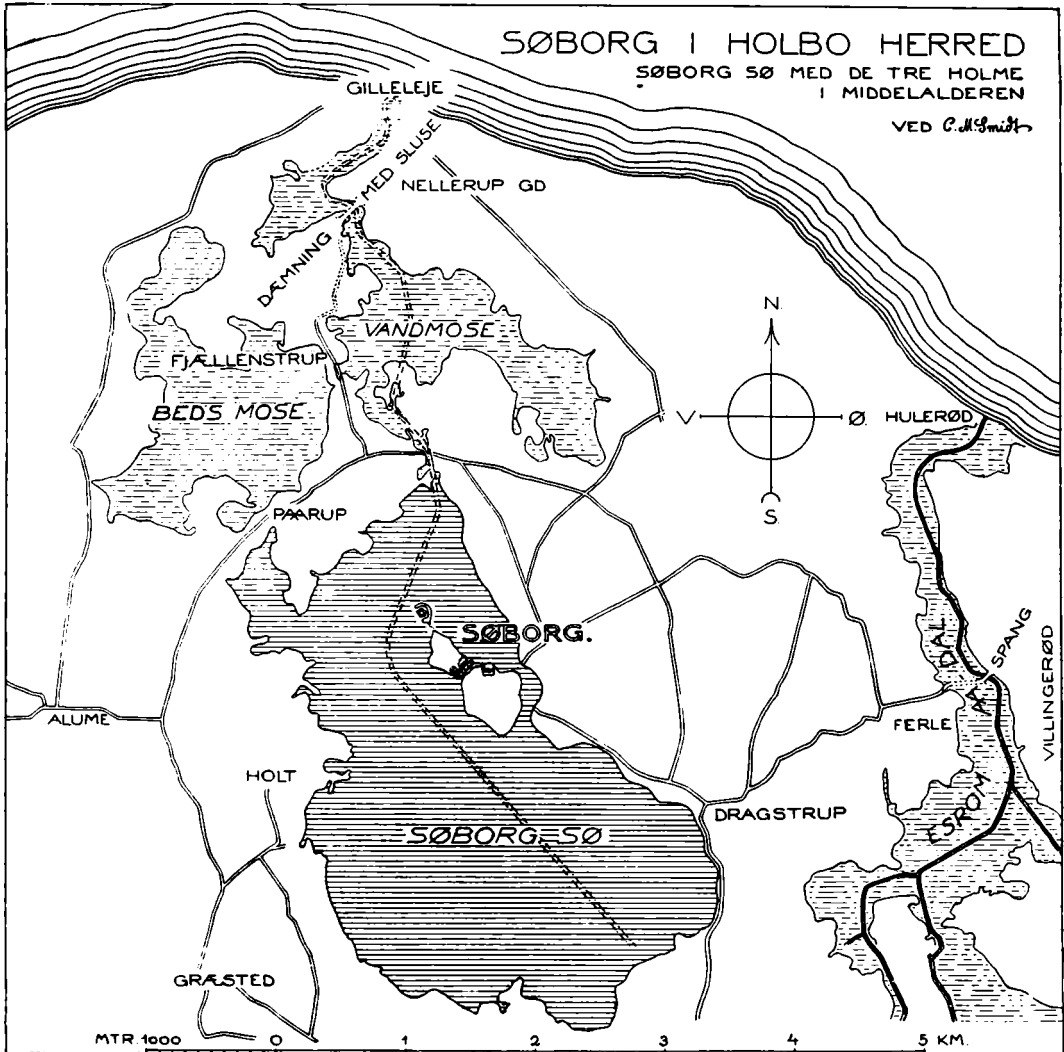 SØBORG I HOLBO HERRED
SØBORG SØ MED DE TRE HOLME
I MIDDELALDEREN
VED C.M.Smidt
GILLELEJE
DÆMNING MED SLUSE
NELLERUP GD
VANDMOSE
FJÆLLENSTRUP
BEDS MOSE
N.
V
Ø.
S.
HULERØD
PAARUP
SØBORG.
AA-DAL
SPANG
VILLINGERØD
ALUME
FERLE
HOLT
DRAGSTRUP
ESROM
SØBORG SØ
GRÆSTED
MTR. 1000 0 1 2 3 4 5 KM.